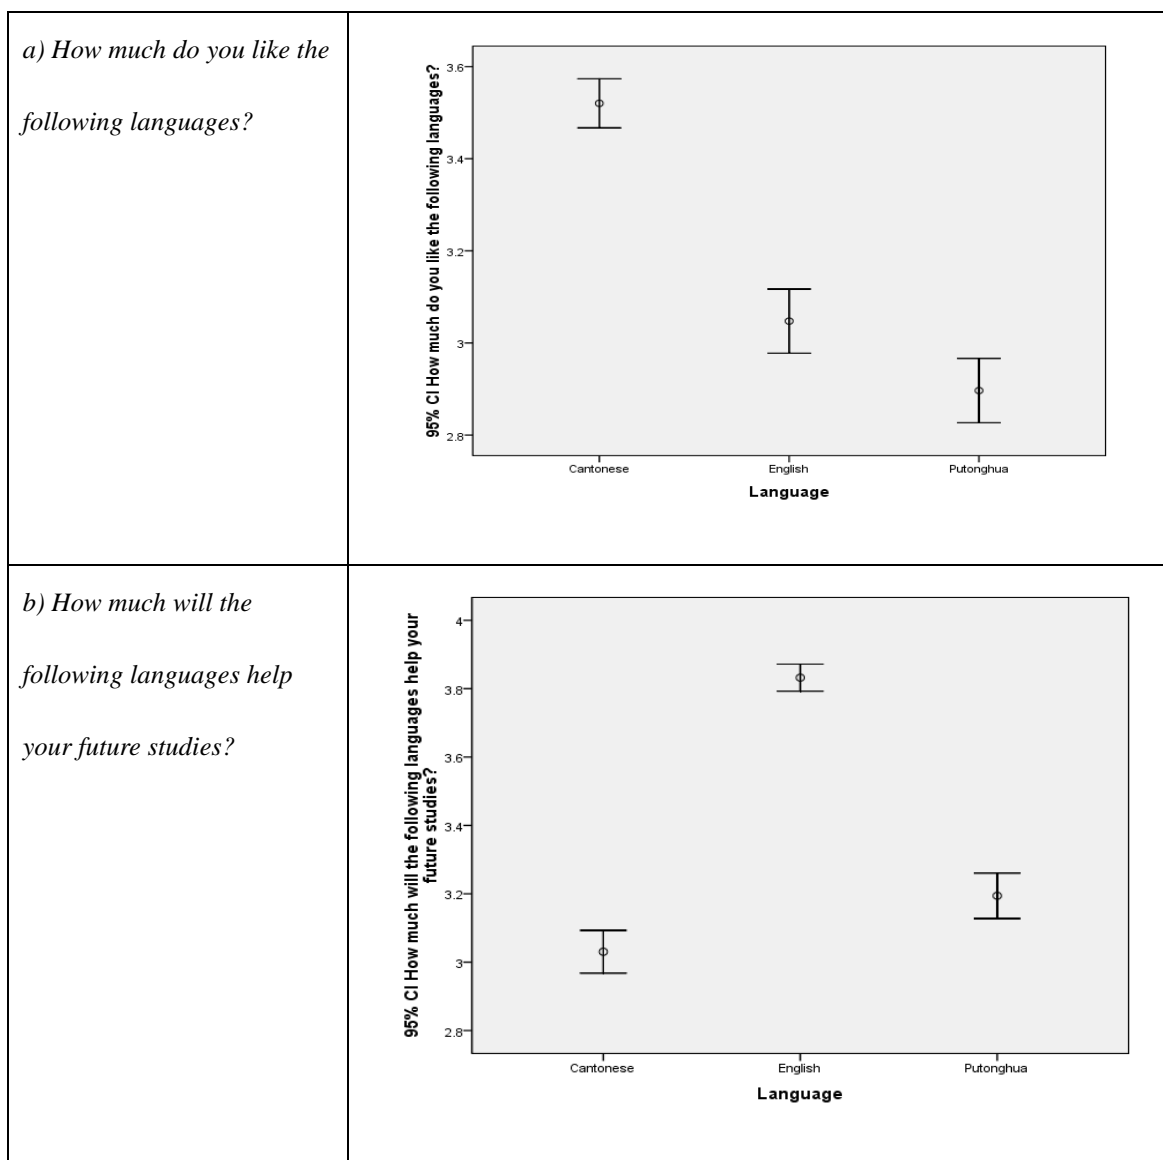 a) How much do you like the
following languages?
95% CI How much do you like the following languages?
3.6
3.4
3.2
3
2.8
Cantonese English Putonghua
Language
b) How much will the
following languages help
your future studies?
95% CI How much will the following languages help your
future studies?
4
3.8
3.6
3.4
3.2
3
2.8
Cantonese English Putonghua
Language